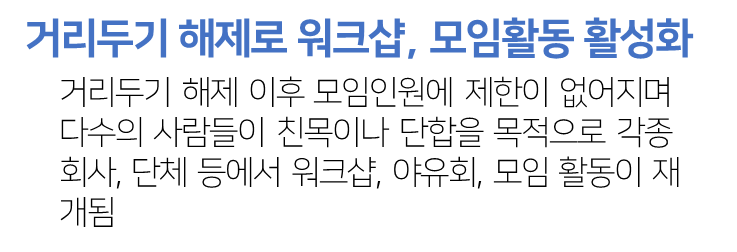 거리두기 해제로 워크샵, 모임활동 활성화
거리두기 해제 이후 모임인원에 제한이 없어지며
다수의 사람들이 친목이나 단합을 목적으로 각종
회사, 단체 등에서 워크샵, 야유회, 모임 활동이 재
개됨